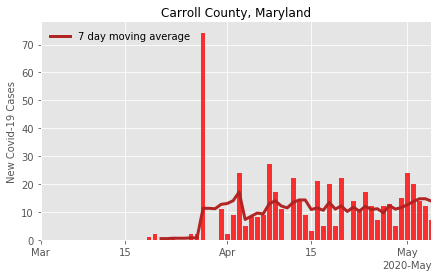 Carroll County, Maryland
7 day moving average
New Covid-19 Cases
70
60
50
40
30
20
10
0
Mar 15 Apr 15 May
2020-May